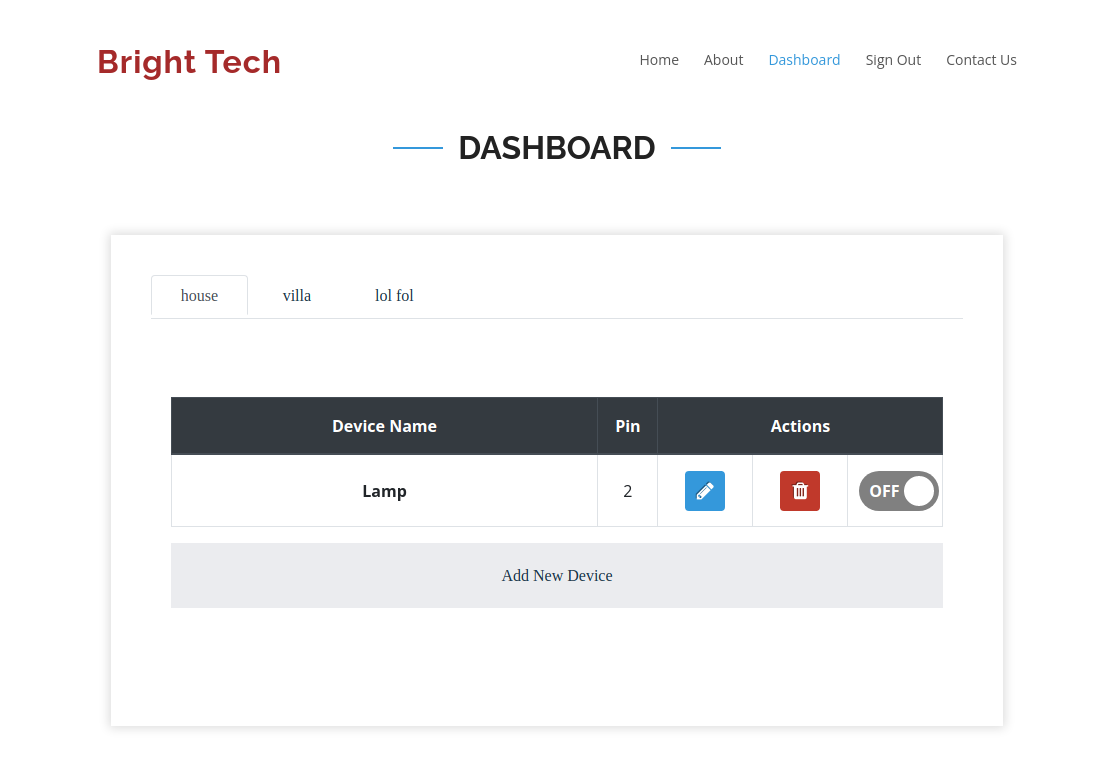 Bright Tech
Home About Dashboard Sign Out Contact Us
DASHBOARD
house villa lol fol
Device Name Pin Actions
Lamp 2 OFF
Add New Device